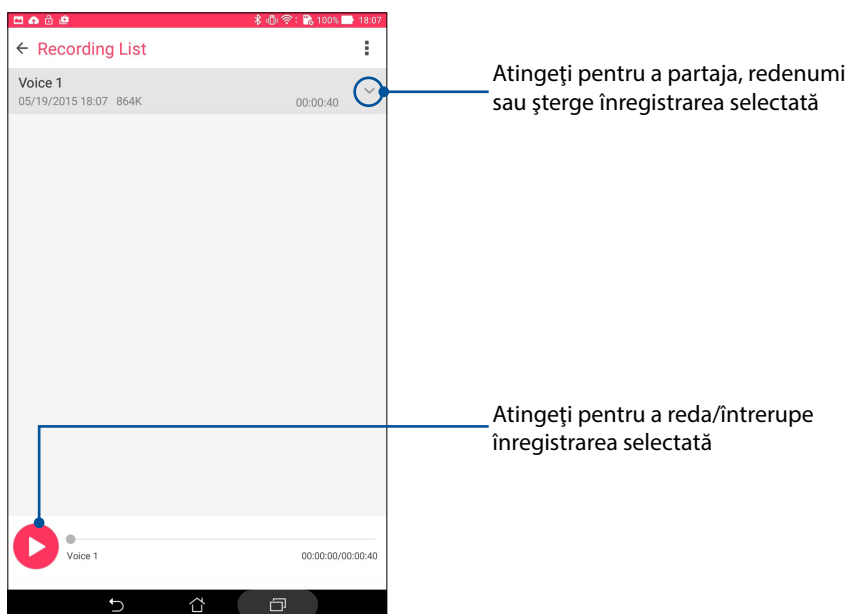 100% 18:07
Recording List
Voice 1
05/19/2015 18:07 864K 00:00:40
Atingeţi pentru a partaja, redenumi
sau şterge înregistrarea selectată
Atingeţi pentru a reda/întrerupe
înregistrarea selectată
Voice 1 00:00:00/00:00:40